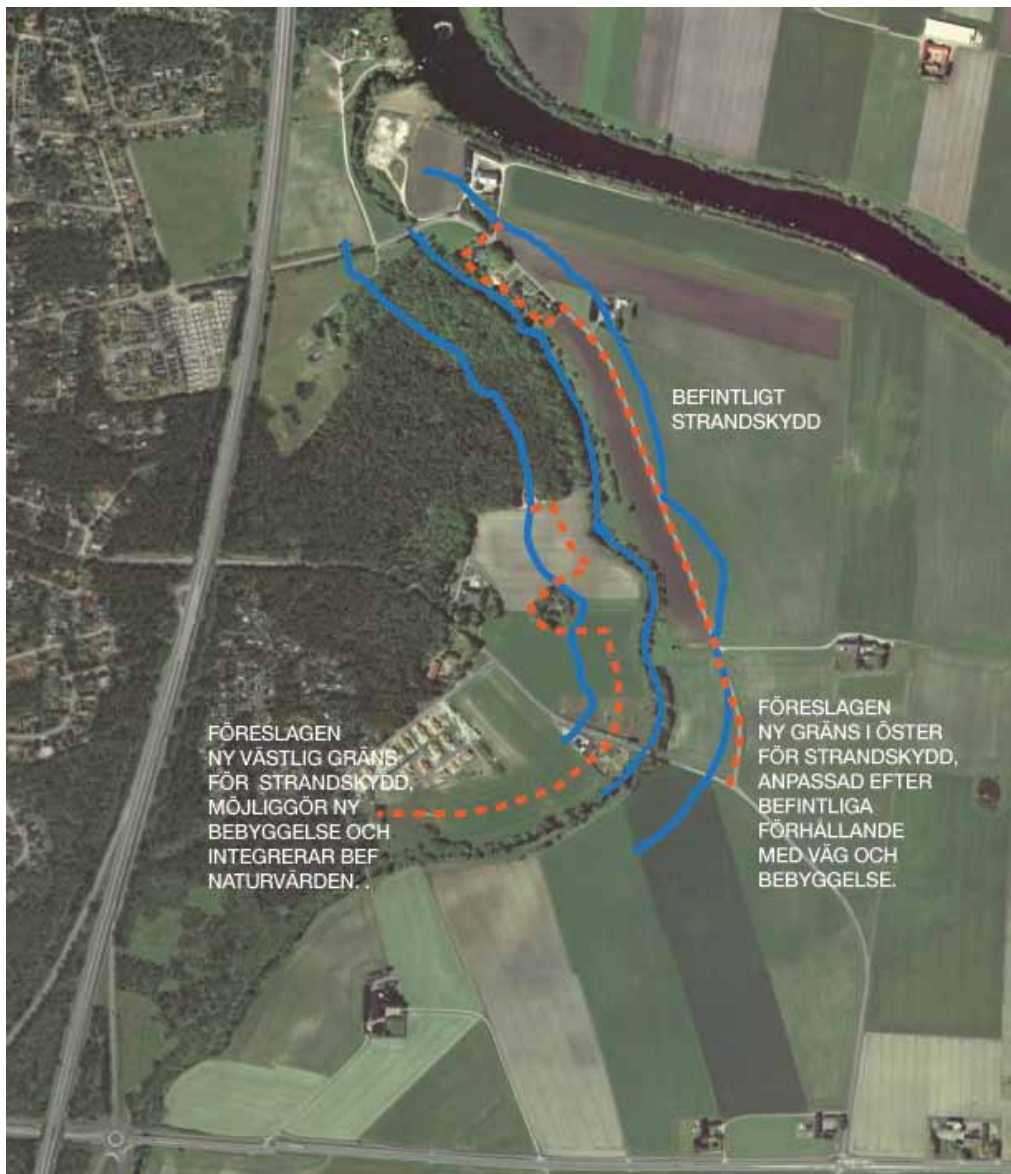 BEFINTLIGT
STRANDSKYDD
FÖRESLAGEN
NY VÄSTLIG GRÄNS
FÖR STRANDSKYDD,
MÖJLIGGÖR NY
BEBYGGELSE OCH
INTEGRERAR BEF
NATURVÄRDEN. .
FÖRESLAGEN
NY GRÄNS I ÖSTER
FÖR STRANDSKYDD,
ANPASSAD EFTER
BEFINTLIGA
FÖRHÅLLANDE
MED VÄG OCH
BEBYGGELSE.